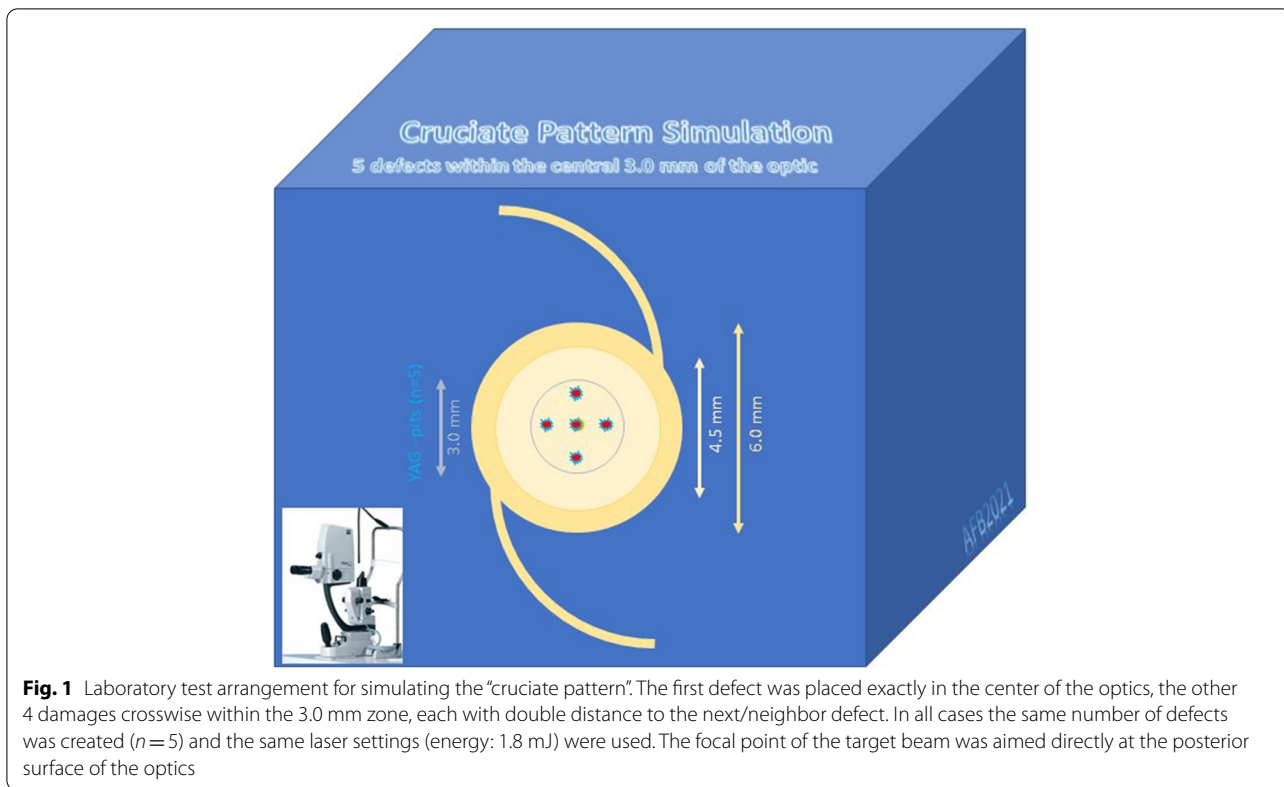 Cruciate Pattern Simulation
5 defects within the central 3.0 mm of the optic
YAG - pits (n=5)
3.0 mm
4.5 mm
6.0 mm
AFB2021
Fig. 1 Laboratory test arrangement for simulating the “cruciate pattern”. The first defect was placed exactly in the center of the optics, the other
4 damages crosswise within the 3.0 mm zone, each with double distance to the next/neighbor defect. In all cases the same number of defects
was created (n = 5) and the same laser settings (energy: 1.8 mJ) were used. The focal point of the target beam was aimed directly at the posterior
surface of the optics